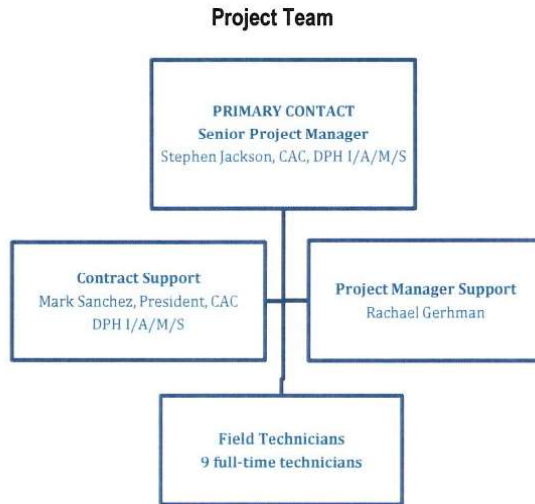 Project Team
PRIMARY CONTACT
Senior Project Manager
Stephen Jackson, CAC, DPH I/A/M/S
Contract Support
Mark Sanchez, President, CAC
DPH I/A/M/S
Project Manager Support
Rachael Gerhman
Field Technicians
9 full-time technicians